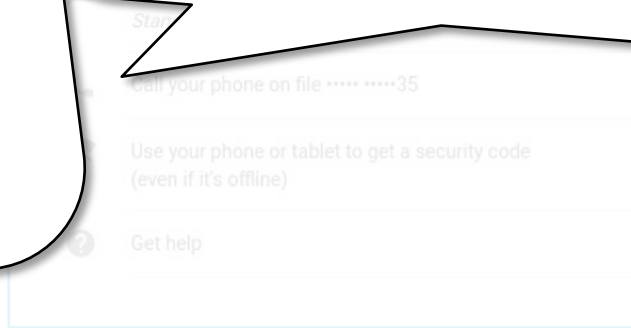 Call your phone on file ••••• •••••35
Use your phone or tablet to get a security code
(even if it's offline)
Get help